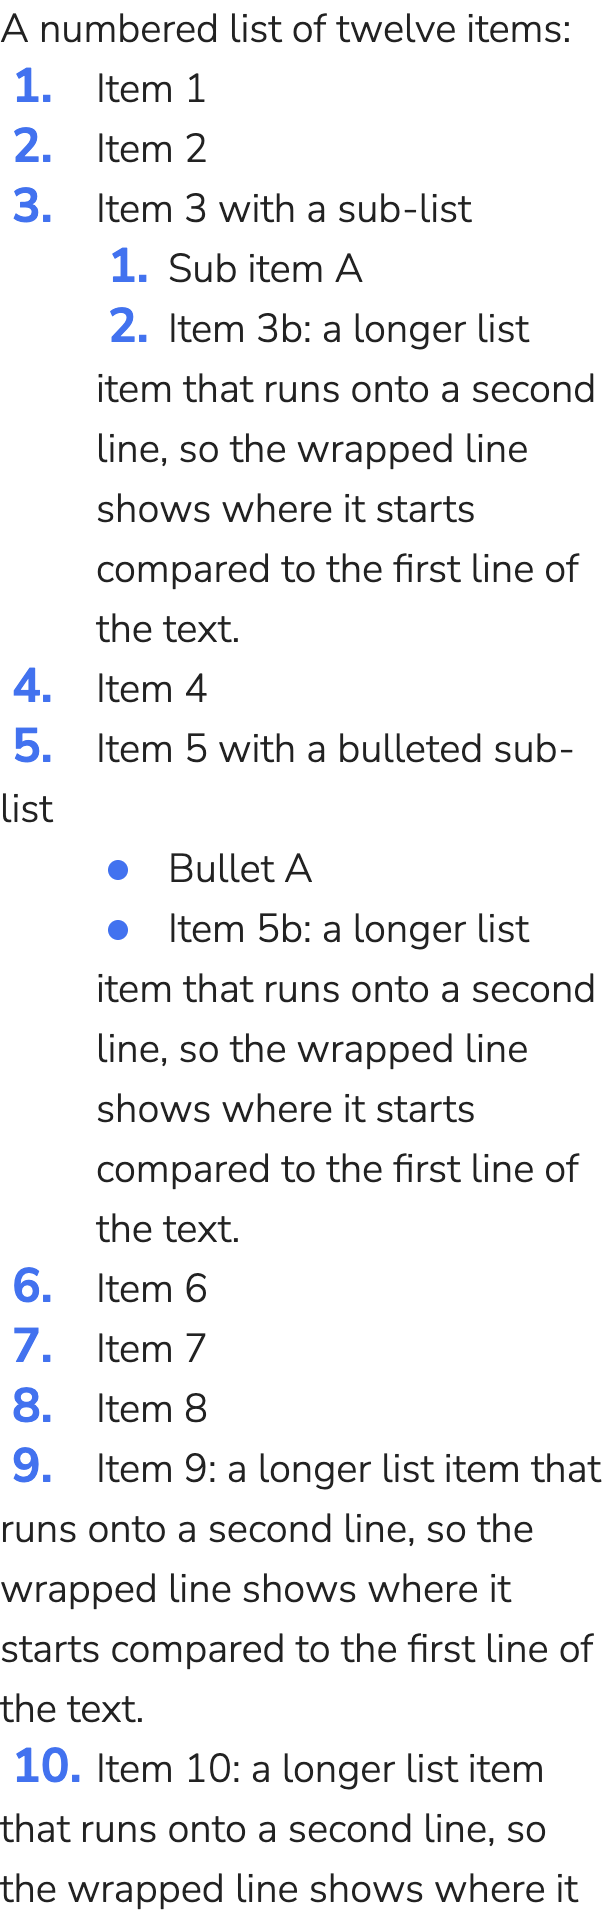 A numbered list of twelve items:
1. Item 1
2. Item 2
3. Item 3 with a sub-list
1. Sub item A
2. Item 3b: a longer list
item that runs onto a second
line, so the wrapped line
shows where it starts
compared to the first line of
the text.
4. Item 4
5. Item 5 with a bulleted sub-
list
• Bullet A
• Item 5b: a longer list
item that runs onto a second
line, so the wrapped line
shows where it starts
compared to the first line of
the text.
6. Item 6
7. Item 7
8. Item 8
9. Item 9: a longer list item that
runs onto a second line, so the
wrapped line shows where it
starts compared to the first line of
the text.
10. Item 10: a longer list item
that runs onto a second line, so
the wrapped line shows where it